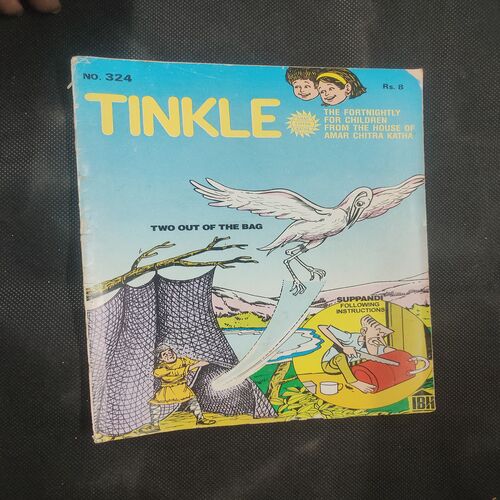 NO. 324
Rs. 8
TINKLE
THE FORTNIGHTLY
FOR CHILDREN
FROM THE HOUSE OF
AMAR CHITRA KATHA
TWO OUT OF THE BAG
SUPPANDI
FOLLOWING
INSTRUCTIONS
IBH